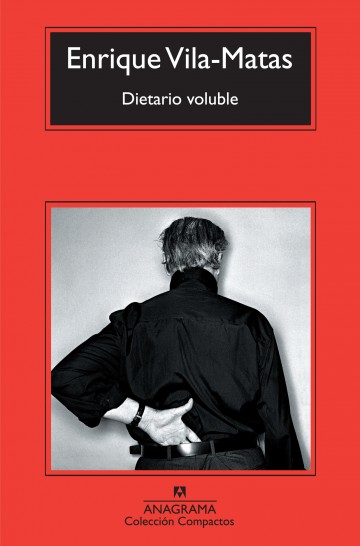 Enrique Vila-Matas
Dietario voluble
ANAGRAMA
Colección Compactos